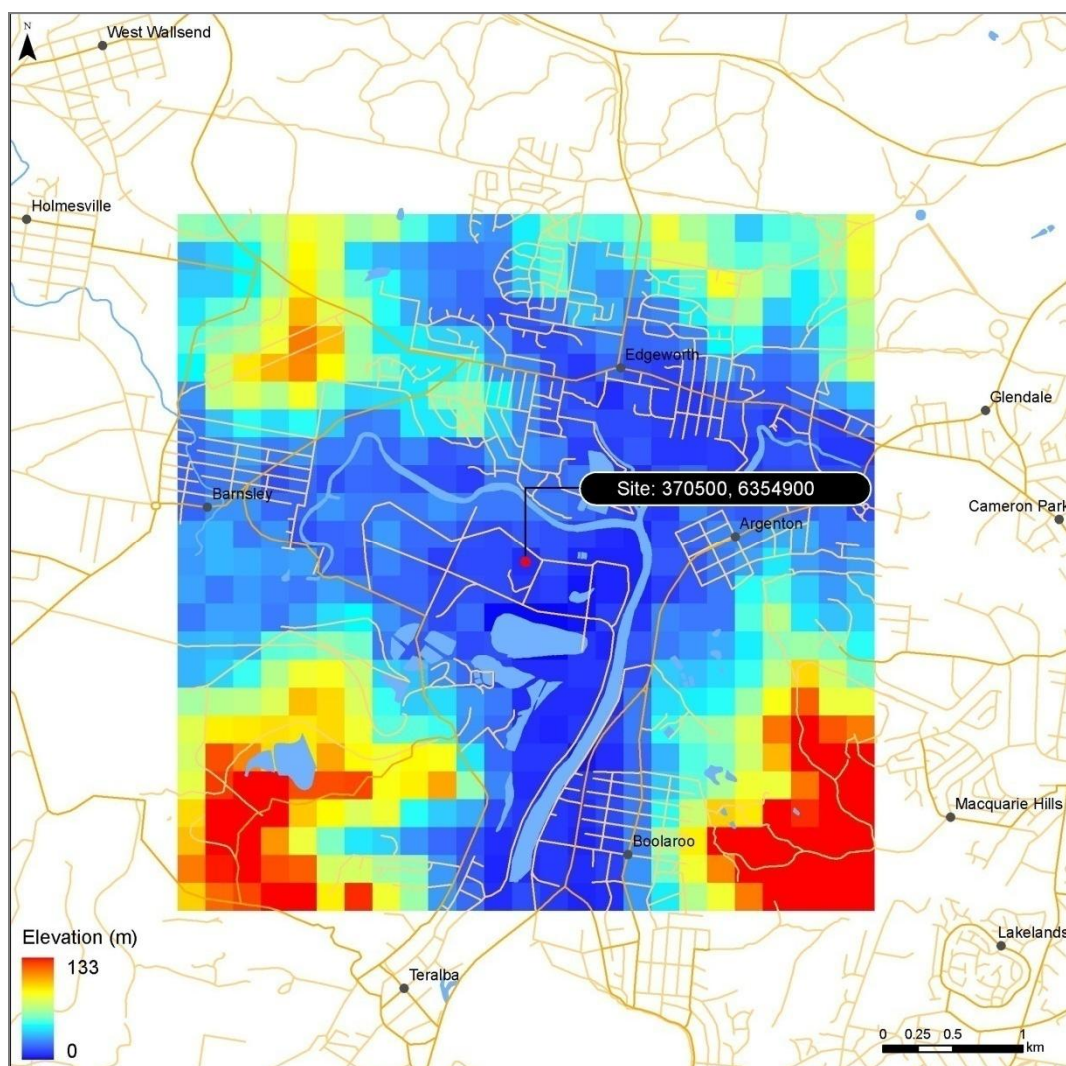 West Wallsend
N
Holmesville
Edgeworth
Glendale
Site: 370500, 6354900
Barnsley
Cameron Park
Argenton
Macquarie Hills
Boolaroo
Elevation (m)
133
0
Lakelands
Teralba
0 0.25 0.5 1
km